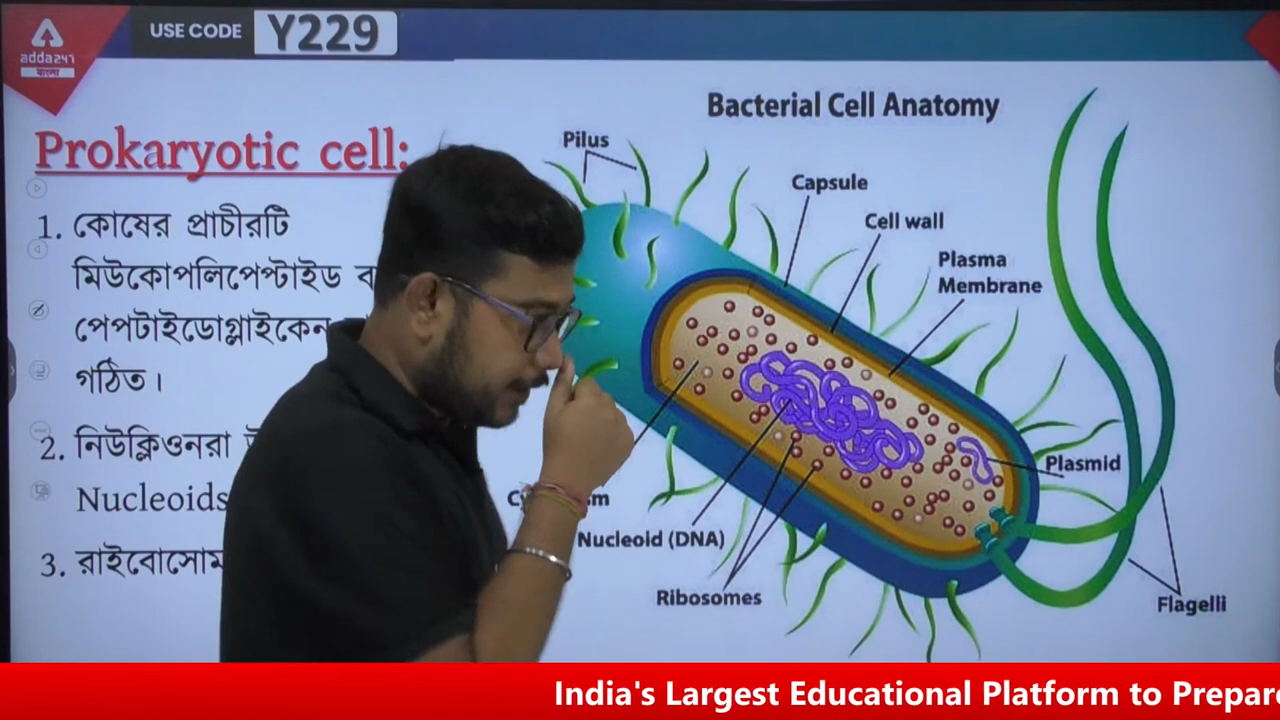 adda247
বাংলা
USE CODE
Y229
Prokaryotic cell:
1. কোষের প্রাচীরটি
মিউকোপলিপেপ্টাইড
পেপটাইডোগ্লাইকেন
গঠিত।
2. নিউক্লিওনরা
Nucleoids
3. রাইবোসোম
Bacterial Cell Anatomy
Pilus
Capsule
Cell wall
Plasma
Membrane
Plasmid
Nucleoid (DNA)
Ribosomes
Flagelli
India's Largest Educational Platform to Prepare